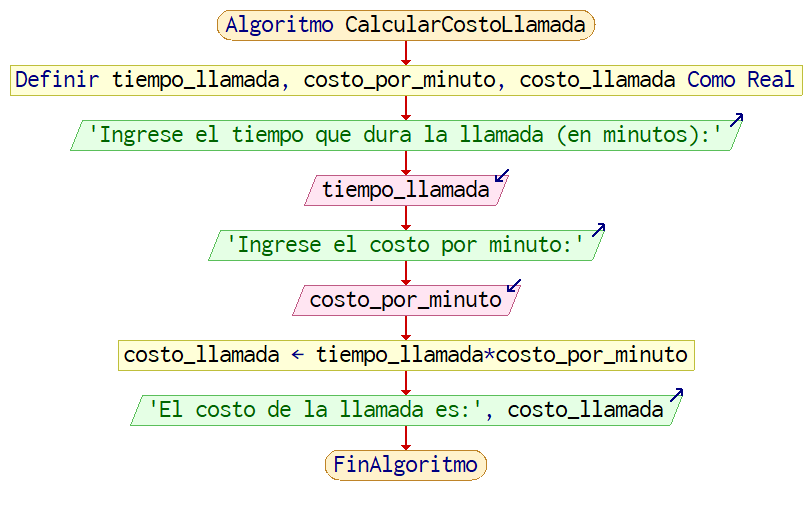 Algoritmo CalcularCostoLlamada
Definir tiempo_llamada, costo_por_minuto, costo_llamada Como Real
'Ingrese el tiempo que dura la llamada (en minutos):'
tiempo_llamada
'Ingrese el costo por minuto:'
costo_por_minuto
costo_llamada ← tiempo_llamada*costo_por_minuto
'El costo de la llamada es:', costo_llamada
FinAlgoritmo